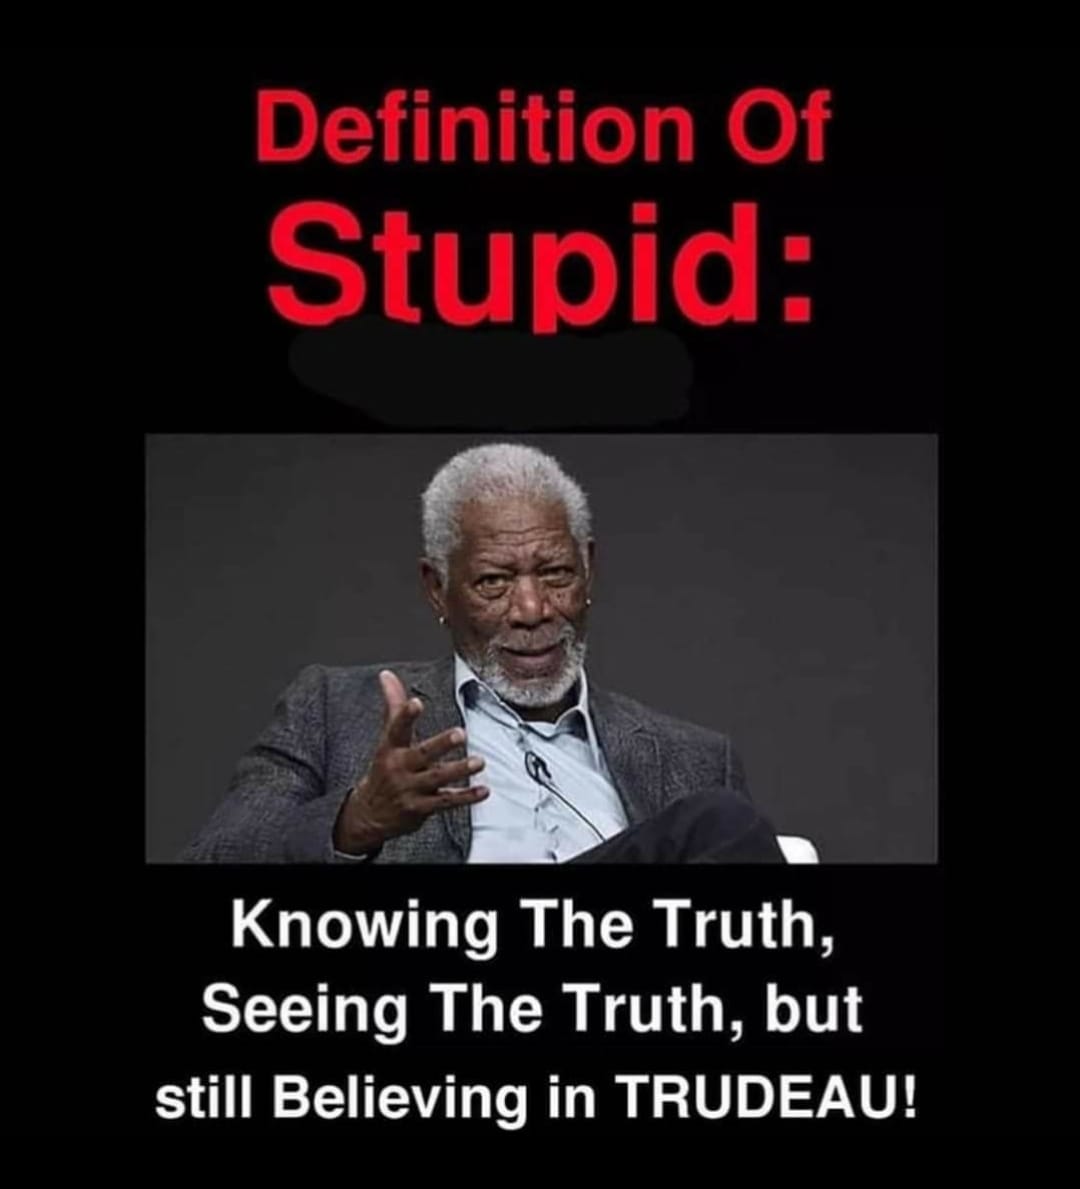 Definition Of
Stupid:
Knowing The Truth,
Seeing The Truth, but
still Believing in TRUDEAU!